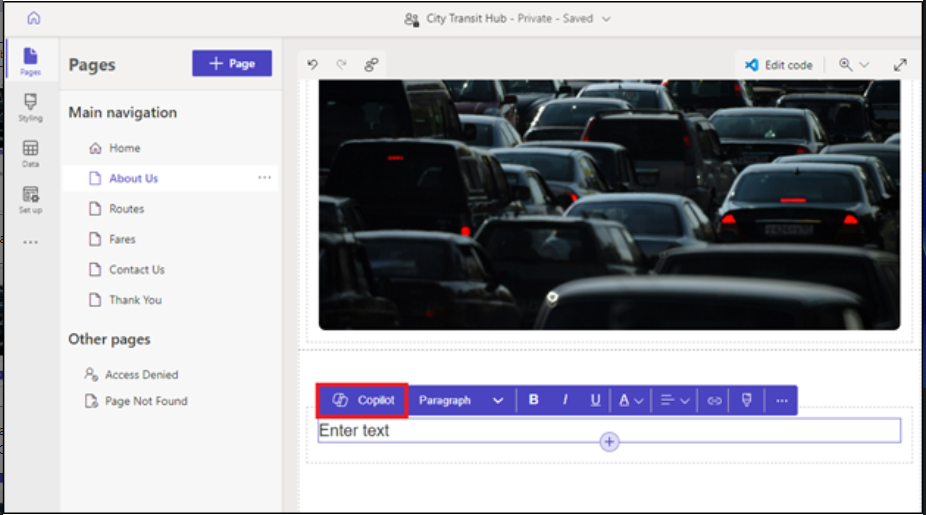 City Transit Hub - Private - Saved
Pages
Styling
Data
Set up
Pages
+ Page
Main navigation
Home
About Us
Routes
Fares
Contact Us
Thank You
Other pages
Access Denied
Page Not Found
Edit code
Copilot Paragraph B I U A
Enter text